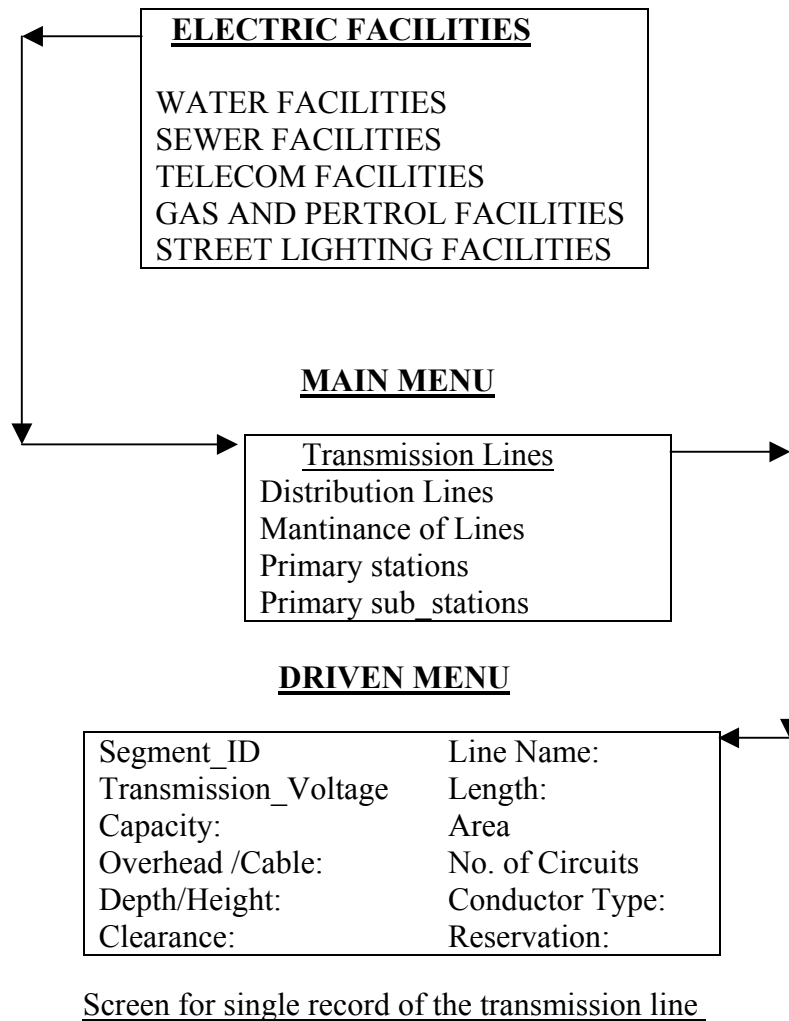 ELECTRIC FACILITIES
WATER FACILITIES
SEWER FACILITIES
TELECOM FACILITIES
GAS AND PERTROL FACILITIES
STREET LIGHTING FACILITIES
MAIN MENU
Transmission Lines
Distribution Lines
Mantinance of Lines
Primary stations
Primary sub_stations
DRIVEN MENU
Segment_ID Line Name:
Transmission_Voltage Length:
Capacity: Area
Overhead /Cable: No. of Circuits
Depth/Height: Conductor Type:
Clearance: Reservation:
Screen for single record of the transmission line